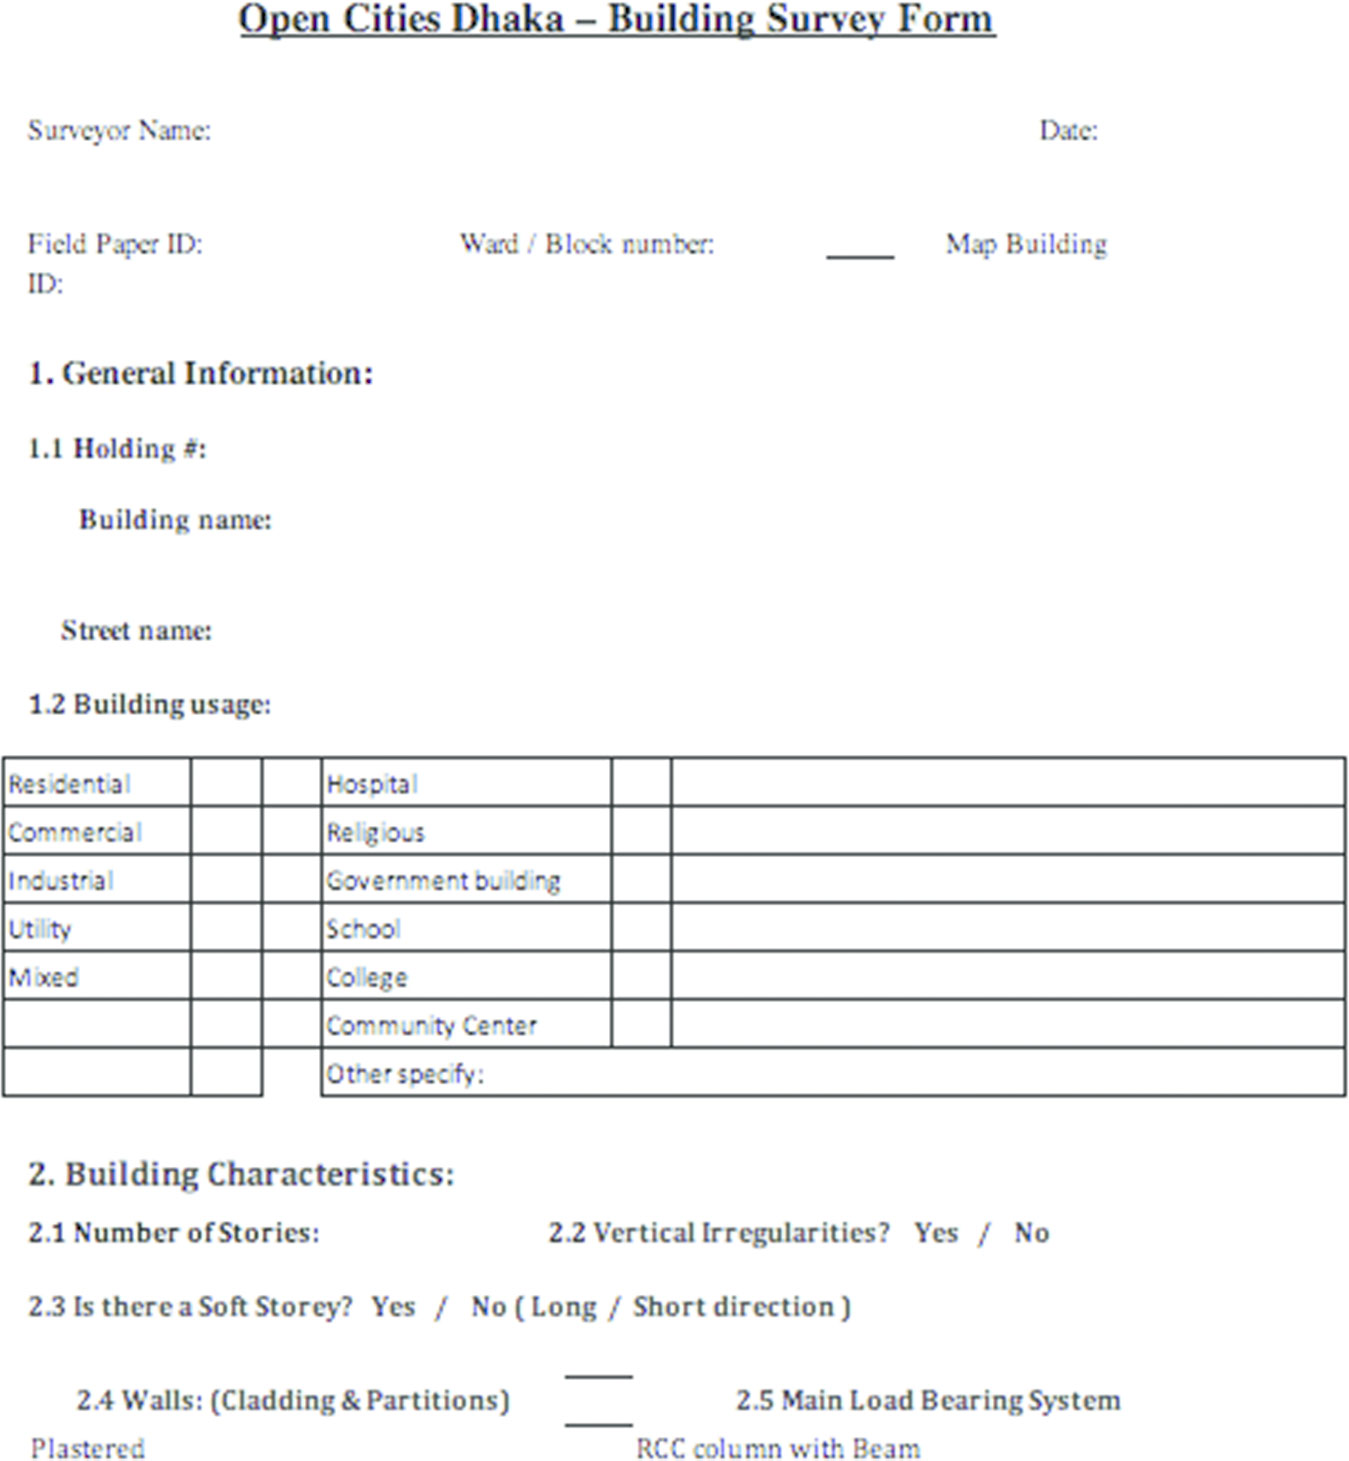 Open Cities Dhaka – Building Survey Form
Surveyor Name: Date:
Field Paper ID: Ward / Block number: ____ Map Building
ID:
1. General Information:
1.1 Holding #:
Building name:
Street name:
1.2 Building usage:
Residential Hospital
Commercial Religious
Industrial Government building
Utility School
Mixed College
Community Center
Other specify:
2. Building Characteristics:
2.1 Number of Stories: 2.2 Vertical Irregularities? Yes / No
2.3 Is there a Soft Storey? Yes / No ( Long / Short direction )
2.4 Walls: (Cladding & Partitions) 2.5 Main Load Bearing System
Plastered RCC column with Beam